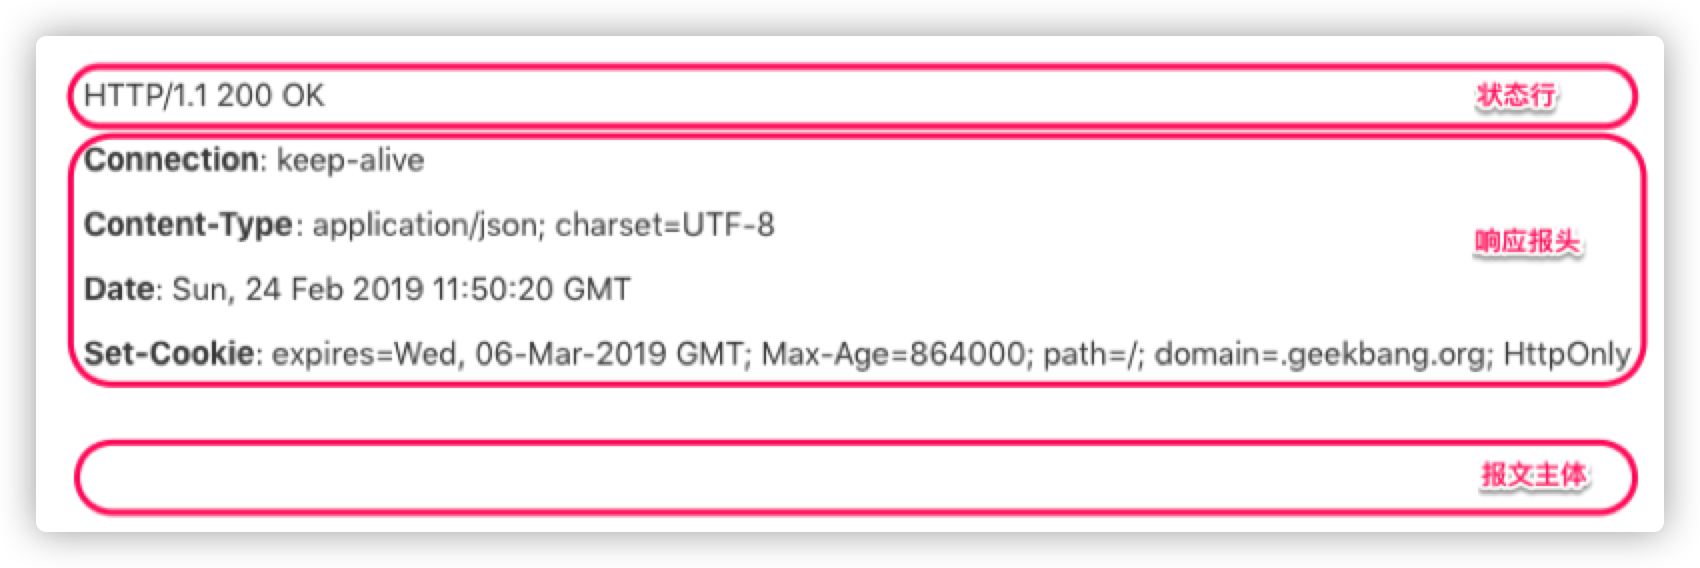 HTTP/1.1 200 OK 状态行
Connection: keep-alive
Content-Type: application/json; charset=UTF-8
响应报头
Date: Sun, 24 Feb 2019 11:50:20 GMT
Set-Cookie: expires=Wed, 06-Mar-2019 GMT; Max-Age=864000; path=/; domain=.geekbang.org; HttpOnly
报文主体